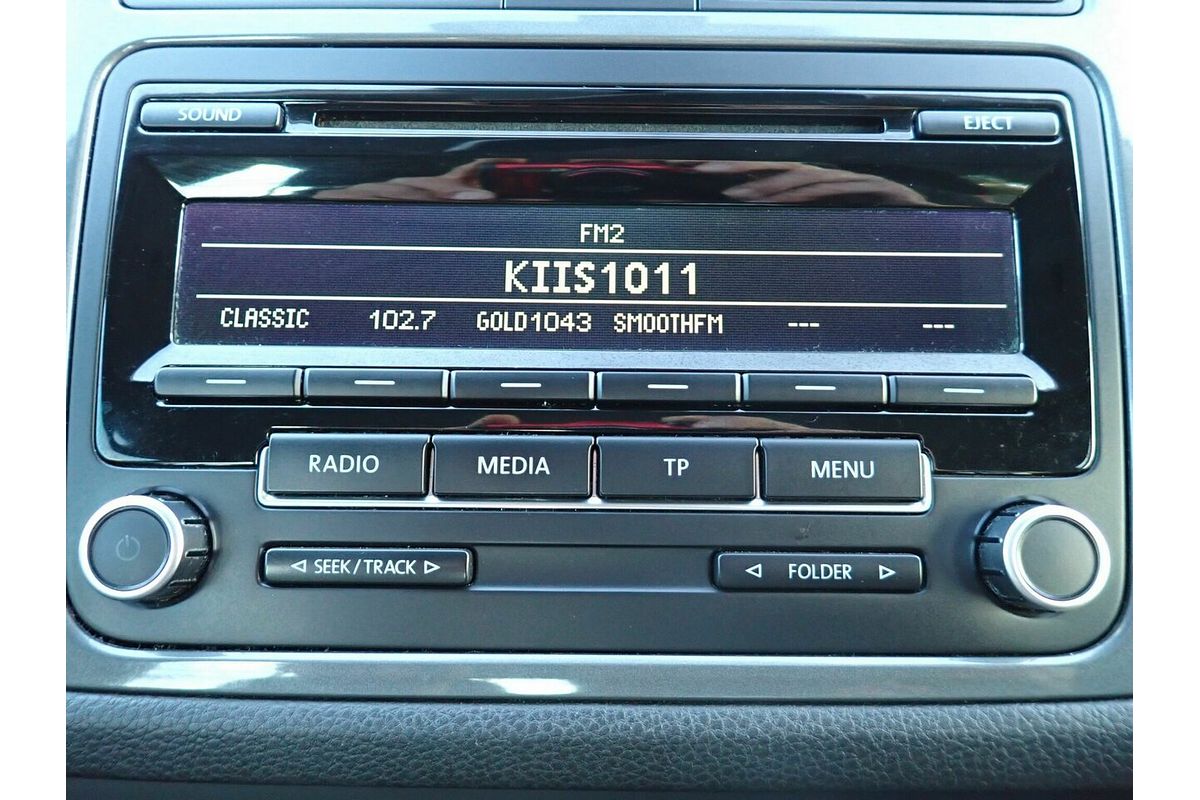 SOUND EJECT
FM2
KIIS1011
CLASSIC 102.7 GOLD1043 SMOOTHFM --- ---
RADIO MEDIA TP MENU
SEEK/TRACK FOLDER